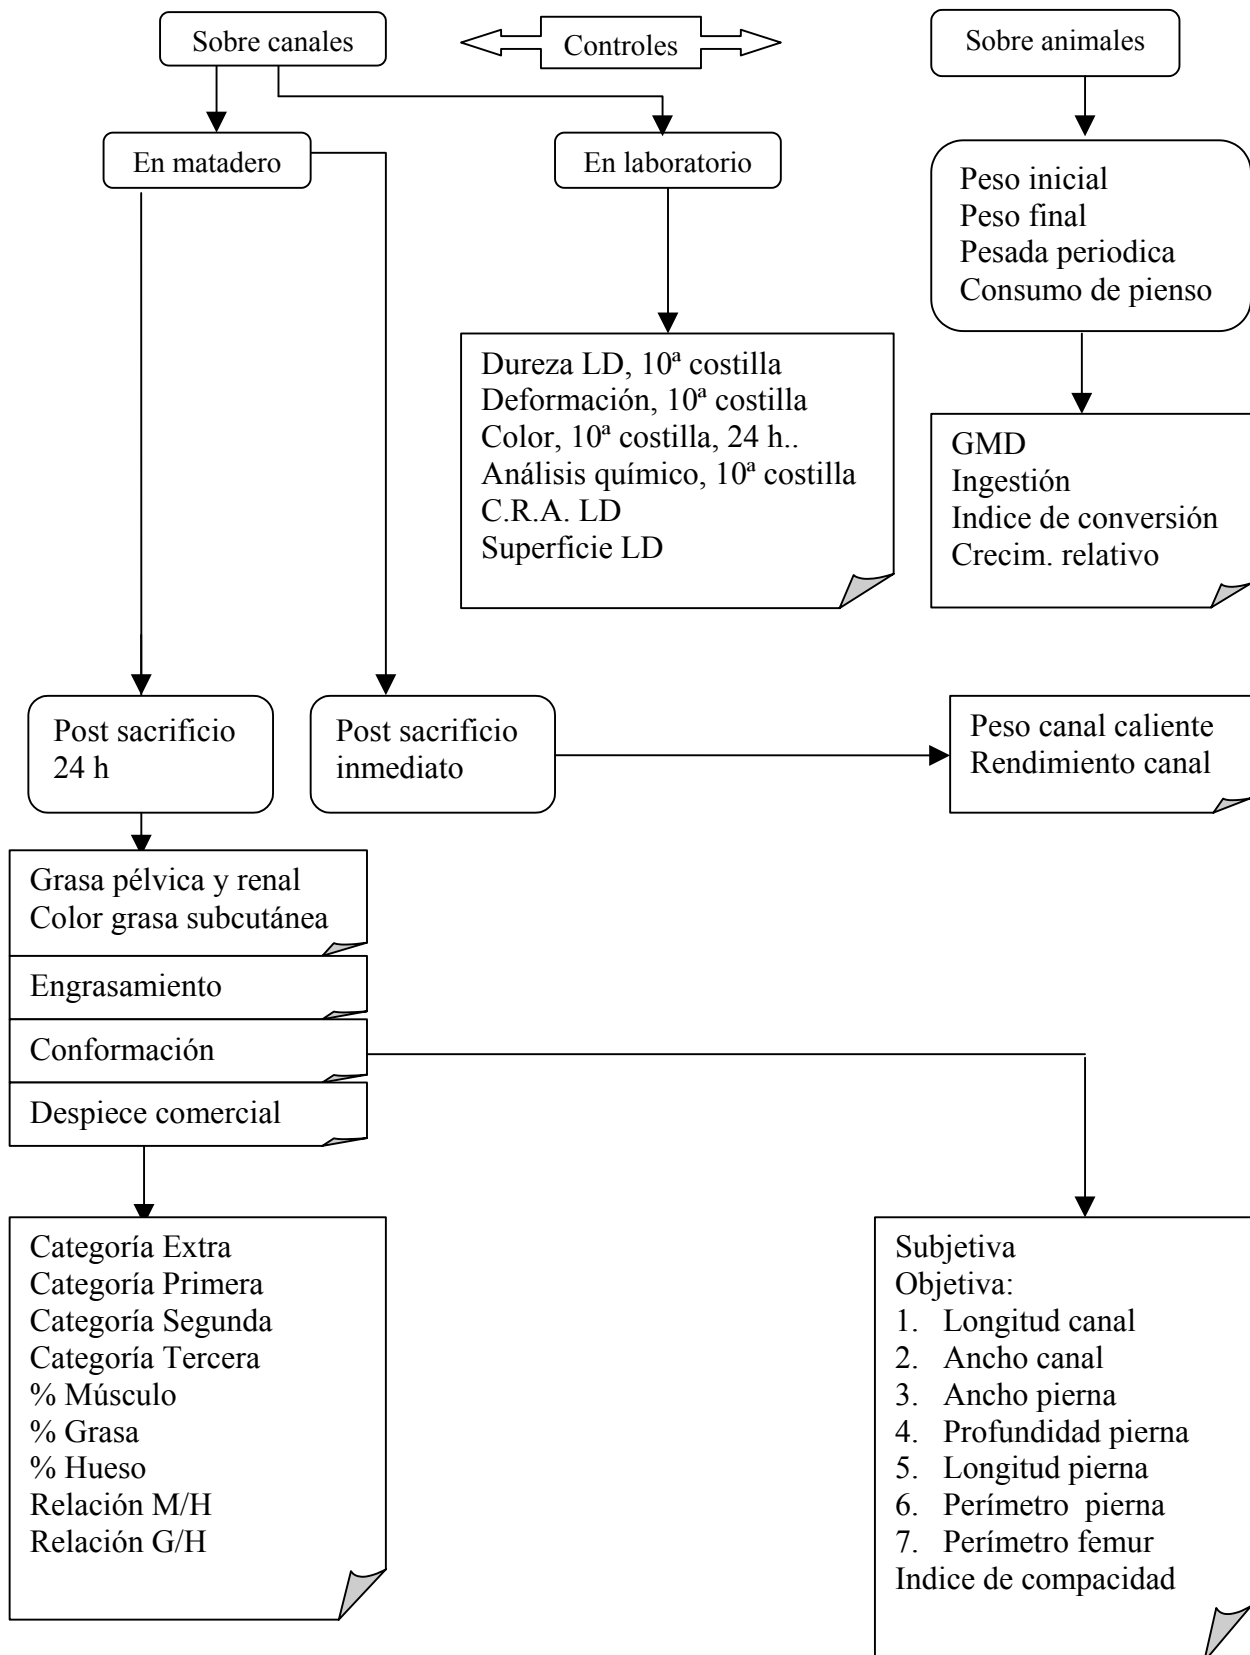 Sobre canales
Controles
Sobre animales
En matadero
En laboratorio
Peso inicial
Peso final
Pesada periodica
Consumo de pienso
Dureza LD, 10ª costilla
Deformación, 10ª costilla
Color, 10ª costilla, 24 h..
Análisis químico, 10ª costilla
C.R.A. LD
Superficie LD
GMD
Ingestión
Indice de conversión
Crecim. relativo
Post sacrificio
24 h
Post sacrificio
inmediato
Peso canal caliente
Rendimiento canal
Grasa pélvica y renal
Color grasa subcutánea
Engrasamiento
Conformación
Despiece comercial
Categoría Extra
Categoría Primera
Categoría Segunda
Categoría Tercera
% Músculo
% Grasa
% Hueso
Relación M/H
Relación G/H
Subjetiva
Objetiva:
1. Longitud canal
2. Ancho canal
3. Ancho pierna
4. Profundidad pierna
5. Longitud pierna
6. Perímetro pierna
7. Perímetro femur
Indice de compacidad